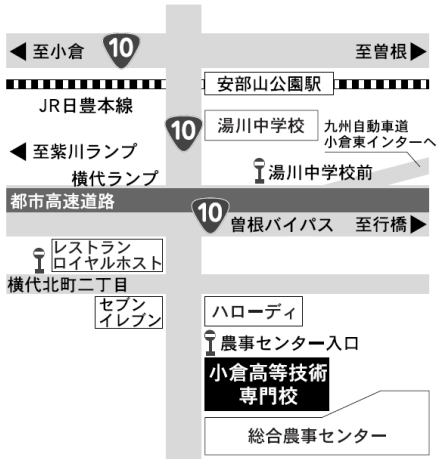 ◀至小倉
10
至曽根▶
安部山公園駅
JR日豊本線
10
湯川中学校
九州自動車道
小倉東インターへ
◀至紫川ランプ
湯川中学校前
横代ランプ
都市高速道路
10
曽根バイパス
至行橋▶
レストラン
ロイヤルホスト
横代北町二丁目
セブン
イレブン
ハローディ
農事センター入口
小倉高等技術
専門校
総合農事センター